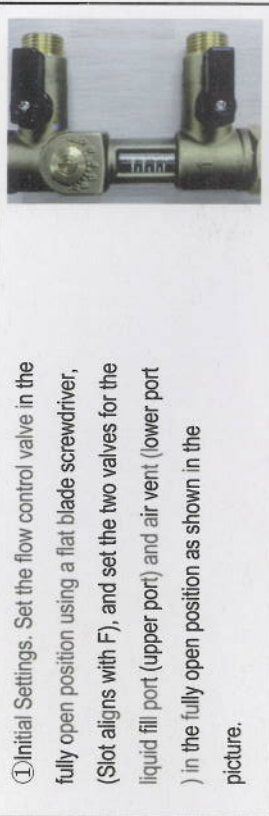 ①Initial Settings. Set the flow control valve in the
fully open position using a flat blade screwdriver,
(Slot aligns with F), and set the two valves for the
liquid fill port (upper port) and air vent (lower port
) in the fully open position as shown in the
picture.